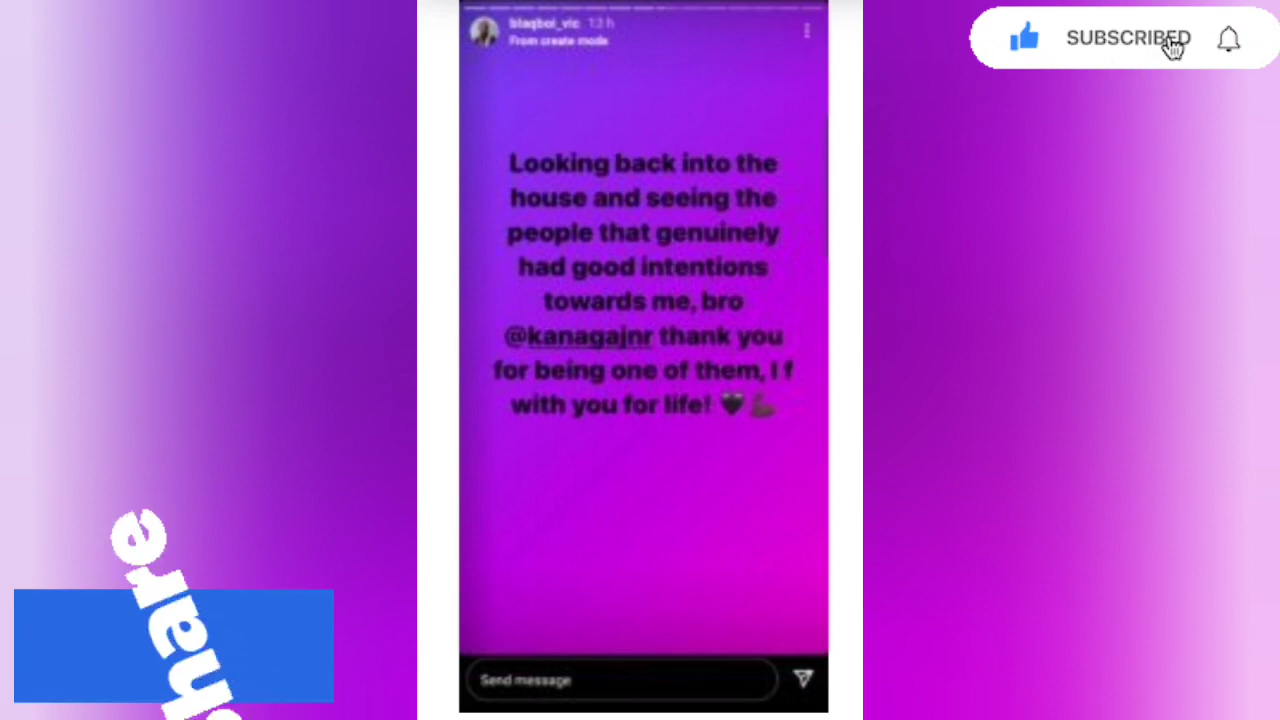 blaqboi_vic 13 h
From create mode
SUBSCRIBED
Looking back into the
house and seeing the
people that genuinely
had good intentions
towards me, bro
@kanagajnr thank you
for being one of them, I f
with you for life! 🖤💪
Send message
Share